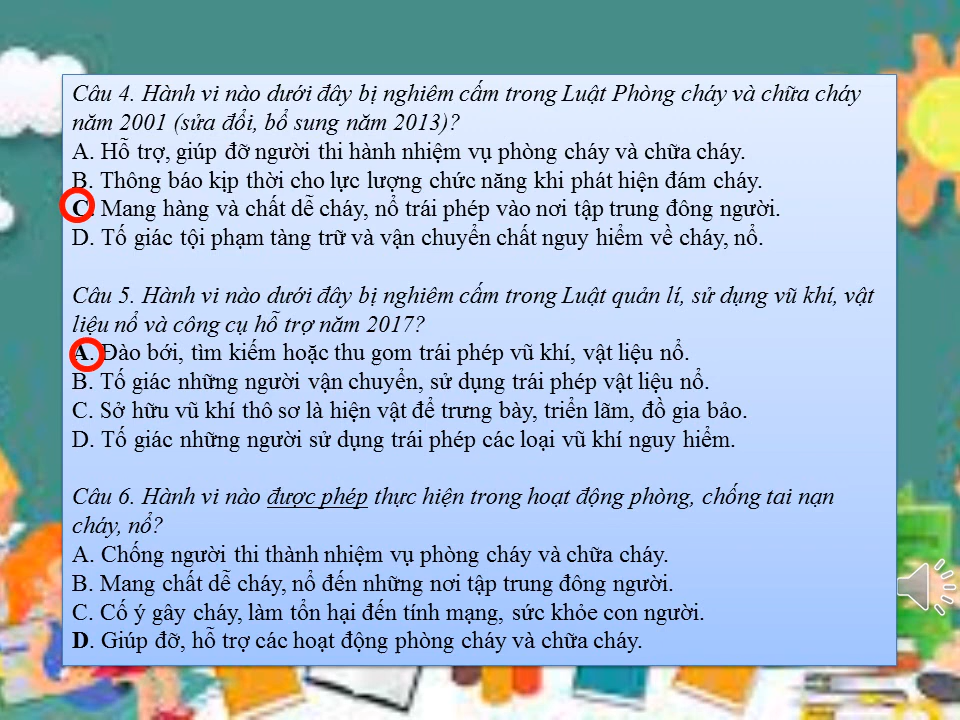 Câu 4. Hành vi nào dưới đây bị nghiêm cấm trong Luật Phòng cháy và chữa cháy
năm 2001 (sửa đổi, bổ sung năm 2013)?
A. Hỗ trợ, giúp đỡ người thi hành nhiệm vụ phòng cháy và chữa cháy.
B. Thông báo kịp thời cho lực lượng chức năng khi phát hiện đám cháy.
C. Mang hàng và chất dễ cháy, nổ trái phép vào nơi tập trung đông người.
D. Tố giác tội phạm tàng trữ và vận chuyển chất nguy hiểm về cháy, nổ.
Câu 5. Hành vi nào dưới đây bị nghiêm cấm trong Luật quản lí, sử dụng vũ khí, vật
liệu nổ và công cụ hỗ trợ năm 2017?
A. Đào bới, tìm kiếm hoặc thu gom trái phép vũ khí, vật liệu nổ.
B. Tố giác những người vận chuyển, sử dụng trái phép vật liệu nổ.
C. Sở hữu vũ khí thô sơ là hiện vật để trưng bày, triển lãm, đồ gia bảo.
D. Tố giác những người sử dụng trái phép các loại vũ khí nguy hiểm.
Câu 6. Hành vi nào được phép thực hiện trong hoạt động phòng, chống tai nạn
cháy, nổ?
A. Chống người thi thành nhiệm vụ phòng cháy và chữa cháy.
B. Mang chất dễ cháy, nổ đến những nơi tập trung đông người.
C. Cố ý gây cháy, làm tổn hại đến tính mạng, sức khỏe con người.
D. Giúp đỡ, hỗ trợ các hoạt động phòng cháy và chữa cháy.